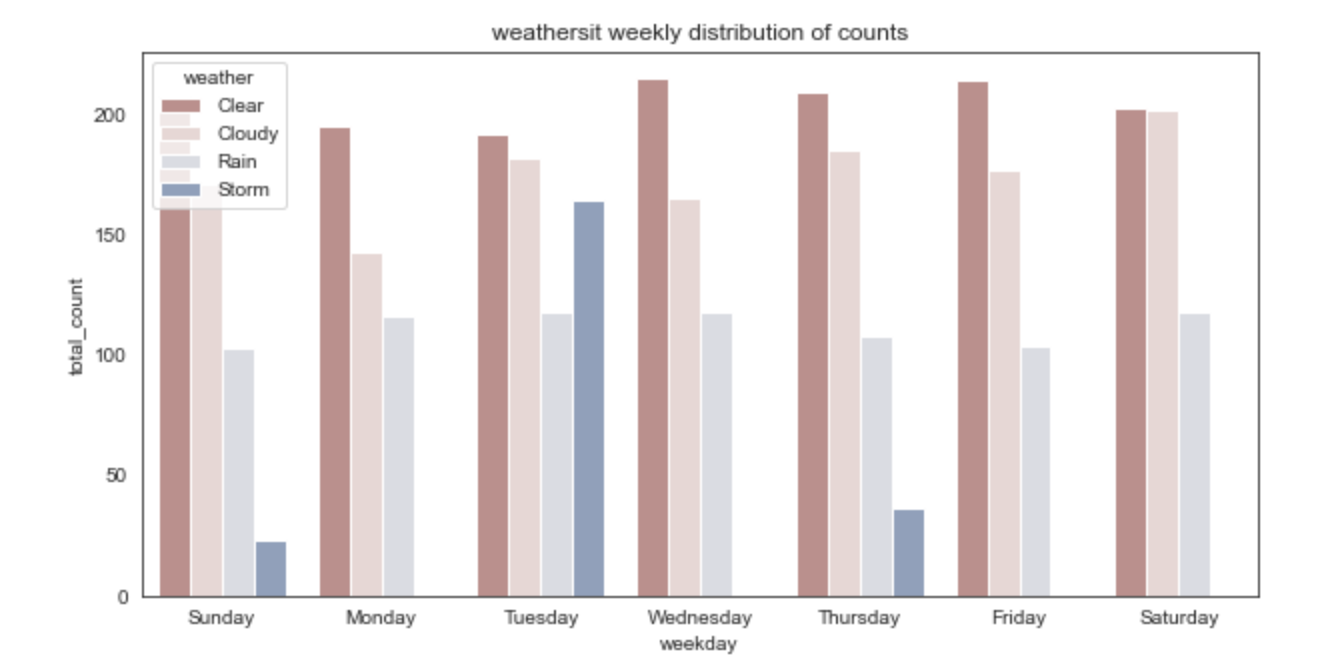 weathersit weekly distribution of counts
weather
Clear
Cloudy
Rain
Storm
200
150
100
50
0
total_count
Sunday Monday Tuesday Wednesday Thursday Friday Saturday
weekday